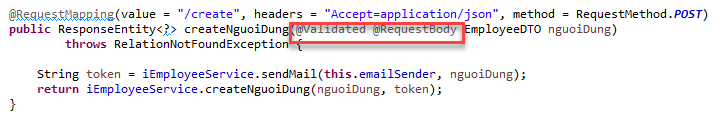 @RequestMapping(value = "/create", headers = "Accept=application/json", method = RequestMethod.POST)
public ResponseEntity<?> createNguoiDung(@Validated @RequestBody EmployeeDTO nguoiDung)
throws RelationNotFoundException {
String token = iEmployeeService.sendMail(this.emailSender, nguoiDung);
return iEmployeeService.createNguoiDung(nguoiDung, token);
}